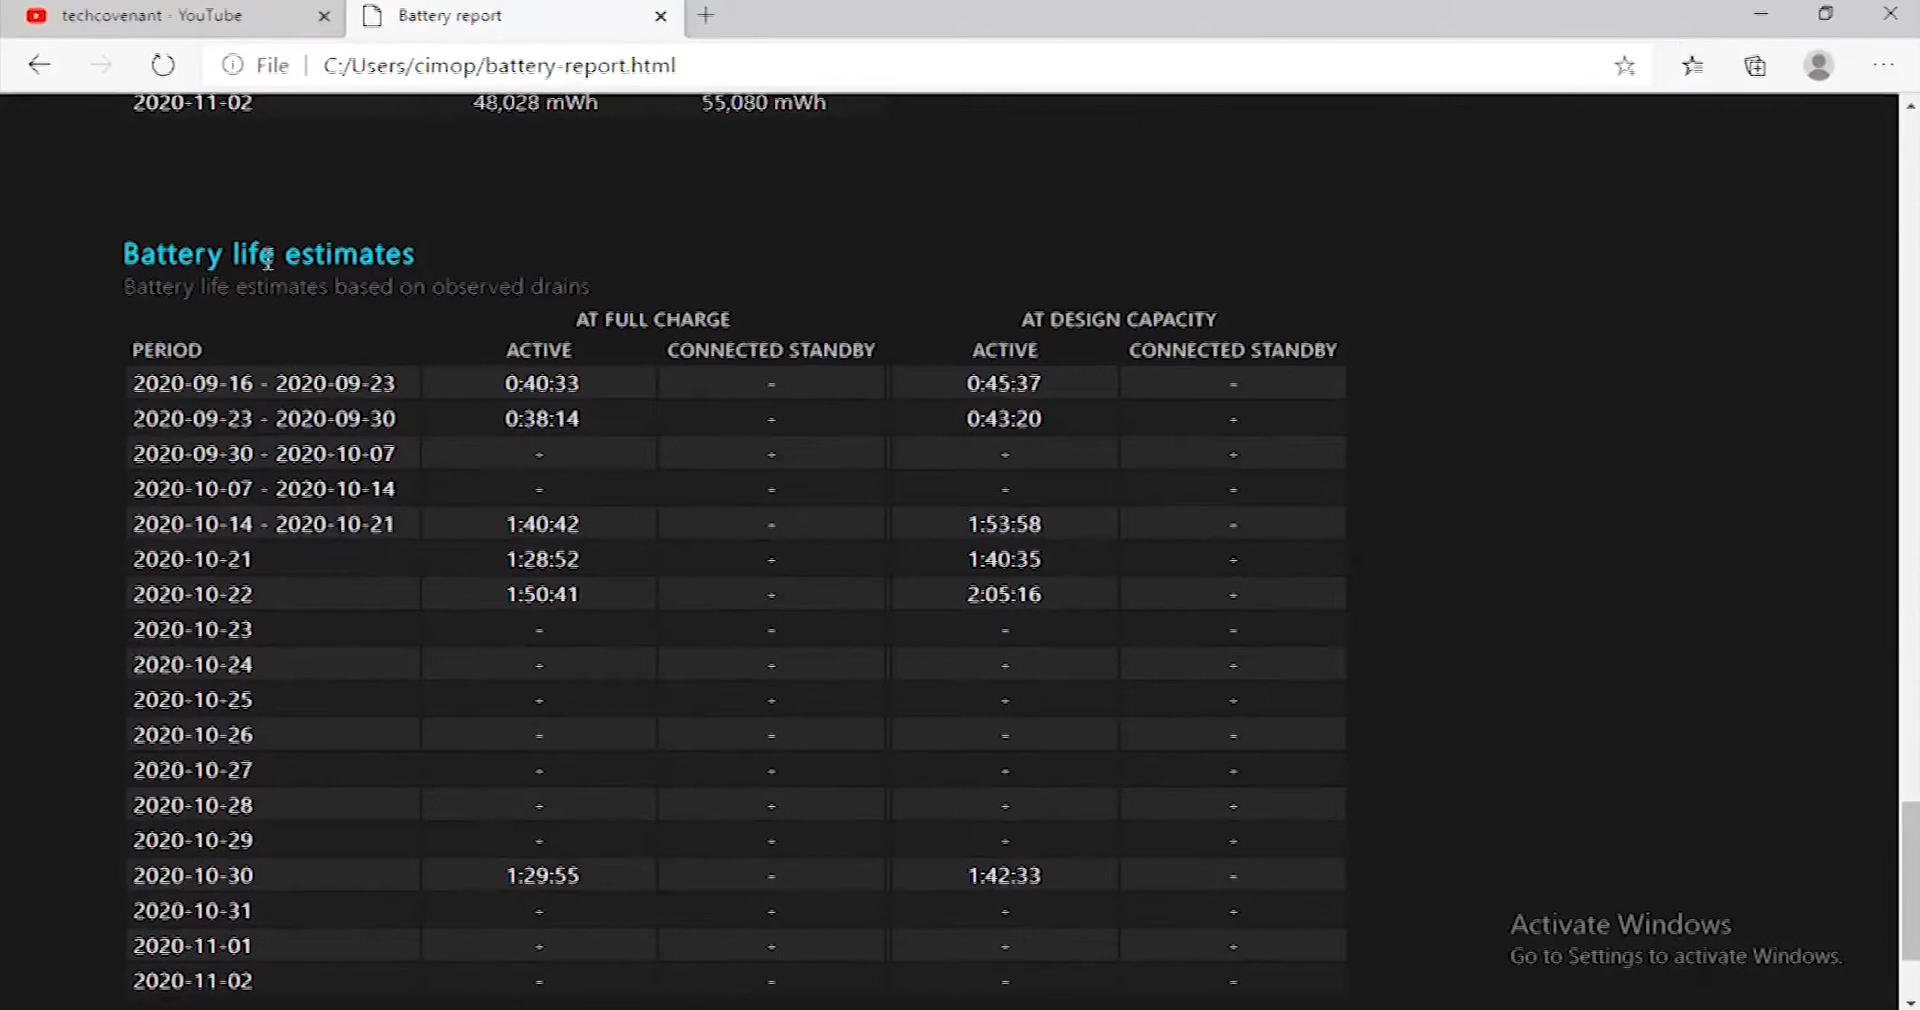 techcovenant - YouTube
Battery report
File
C:/Users/cimop/battery-report.html
2020-11-02 48,028 mWh 55,080 mWh
Battery life estimates
Battery life estimates based on observed drains
AT FULL CHARGE AT DESIGN CAPACITY
PERIOD ACTIVE CONNECTED STANDBY ACTIVE CONNECTED STANDBY
2020-09-16 - 2020-09-23 0:40:33 - 0:45:37 -
2020-09-23 - 2020-09-30 0:38:14 - 0:43:20 -
2020-09-30 - 2020-10-07 - - - -
2020-10-07 - 2020-10-14 - - - -
2020-10-14 - 2020-10-21 1:40:42 - 1:53:58 -
2020-10-21 1:28:52 - 1:40:35 -
2020-10-22 1:50:41 - 2:05:16 -
2020-10-23 - - - -
2020-10-24 - - - -
2020-10-25 - - - -
2020-10-26 - - - -
2020-10-27 - - - -
2020-10-28 - - - -
2020-10-29 - - - -
2020-10-30 1:29:55 - 1:42:33 -
2020-10-31 - - - -
2020-11-01 - - - -
2020-11-02 - - - -
Activate Windows
Go to Settings to activate Windows.